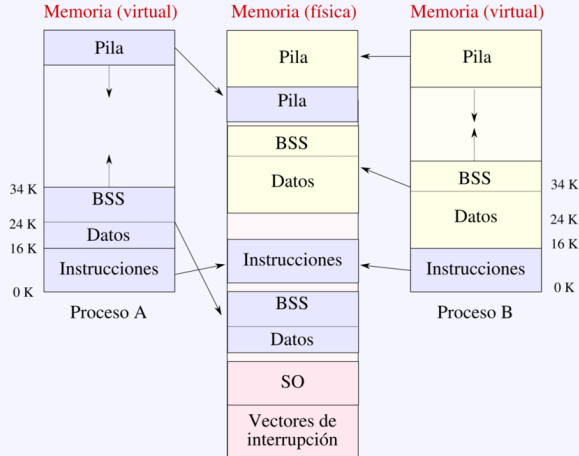 Memoria (virtual)
Memoria (física)
Memoria (virtual)
Pila
34 K
BSS
24 K
Datos
16 K
Instrucciones
0 K
Proceso A
Pila
Pila
BSS
Datos
Instrucciones
BSS
Datos
SO
Vectores de
interrupción
Pila
BSS
34 K
Datos
24 K
16 K
Instrucciones
0 K
Proceso B